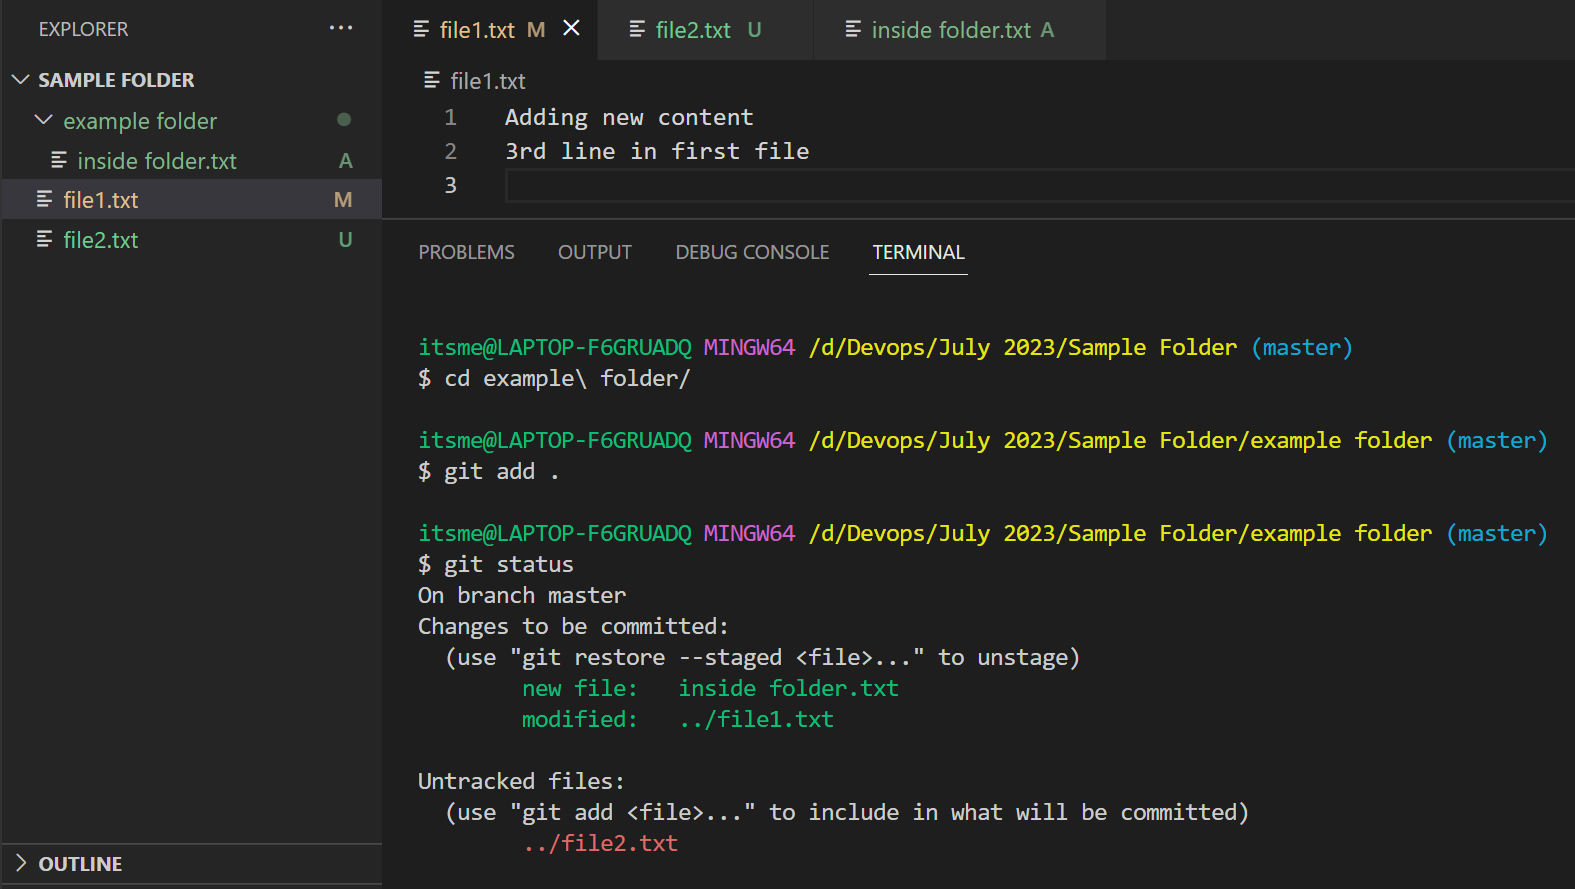 EXPLORER ...
SAMPLE FOLDER
example folder
inside folder.txt A
file1.txt M
file2.txt U
OUTLINE
file1.txt M
file2.txt U
inside folder.txt A
file1.txt
1 Adding new content
2 3rd line in first file
3
PROBLEMS OUTPUT DEBUG CONSOLE TERMINAL
itsme@LAPTOP-F6GRUADQ MINGW64 /d/Devops/July 2023/Sample Folder (master)
$ cd example\ folder/
itsme@LAPTOP-F6GRUADQ MINGW64 /d/Devops/July 2023/Sample Folder/example folder (master)
$ git add .
itsme@LAPTOP-F6GRUADQ MINGW64 /d/Devops/July 2023/Sample Folder/example folder (master)
$ git status
On branch master
Changes to be committed:
(use "git restore --staged <file>..." to unstage)
new file: inside folder.txt
modified: ../file1.txt
Untracked files:
(use "git add <file>..." to include in what will be committed)
../file2.txt